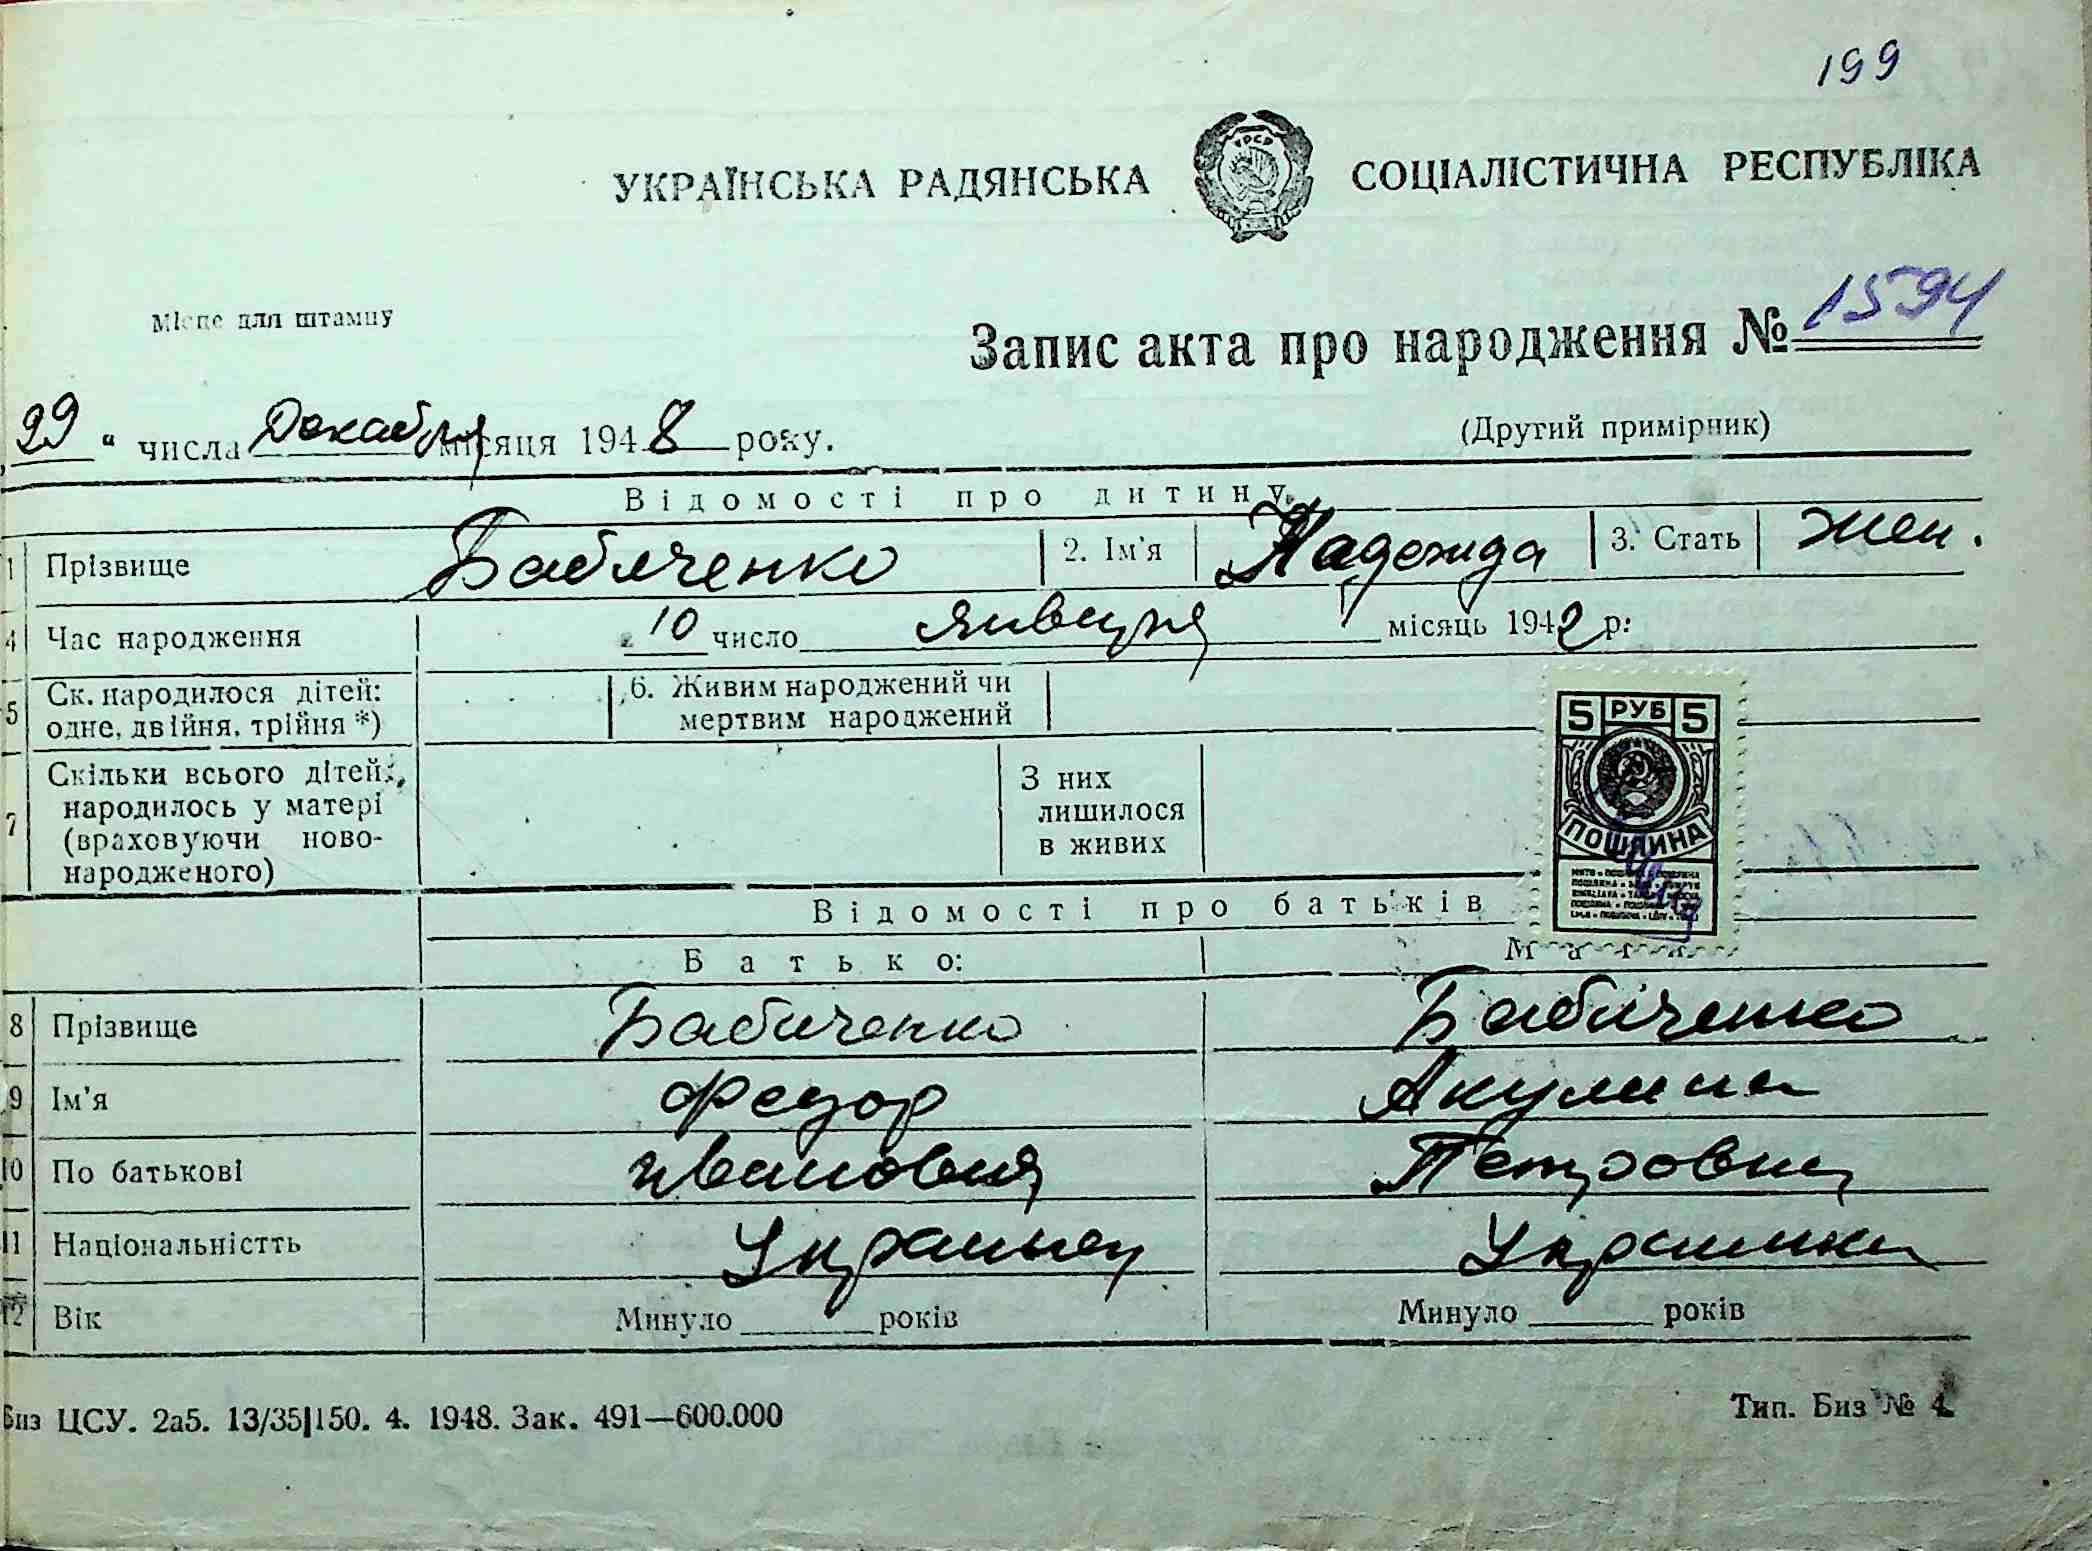 199
УКРАЇНСЬКА РАДЯНСЬКА СОЦІАЛІСТИЧНА РЕСПУБЛІКА
Місце для штампу
Запис акта про народження № 1594
29 " числа Декабря місяця 1948 року.
(Другий примірник)
Відомості про дитину
1 Прізвище Бабиченко 2. Ім'я Надежда 3. Стать жен.
4 Час народження 10 число января місяць 1942 р.
5 Ск. народилося дітей: одне, двійня, трійня *) 6. Живим народжений чи мертвим народжений
7 Скільки всього дітей народилось у матері (враховуючи новонародженого) З них лишилося в живих
5 РУБ 5
ПОШЛИНА
Відомості про батьків
Батько:
8 Прізвище Бабиченко Бабиченко
9 Ім'я Федор Акулина
10 По батькові Ивановия Петровна
11 Національністть Украинец Украинка
12 Вік Минуло року Минуло років
Биз ЦСУ. 2а5. 13/35|150. 4. 1948. Зак. 491—600.000
Тип. Биз № 4